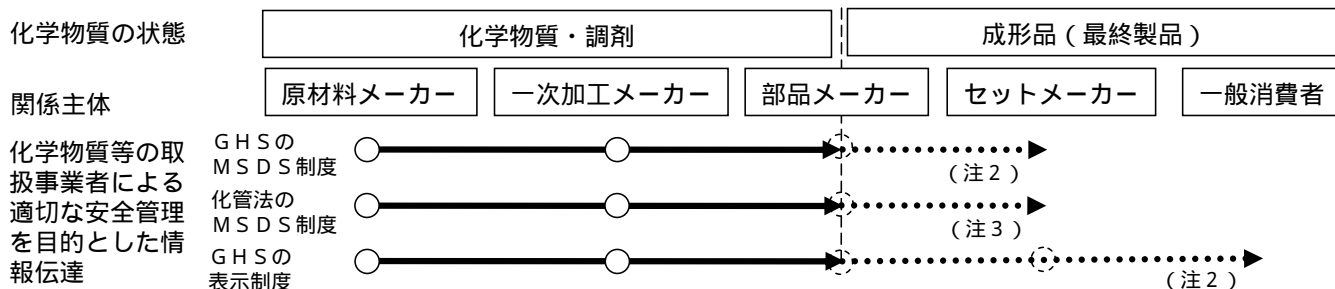 化学物質の状態
化学物質・調剤
成形品（最終製品）
関係主体
原材料メーカー
一次加工メーカー
部品メーカー
セットメーカー
一般消費者
化学物質等の取
扱事業者による
適切な安全管理
を目的とした情
報伝達
ＧＨＳの
ＭＳＤＳ制度
（注２）
化管法の
ＭＳＤＳ制度
（注３）
ＧＨＳの
表示制度
（注２）